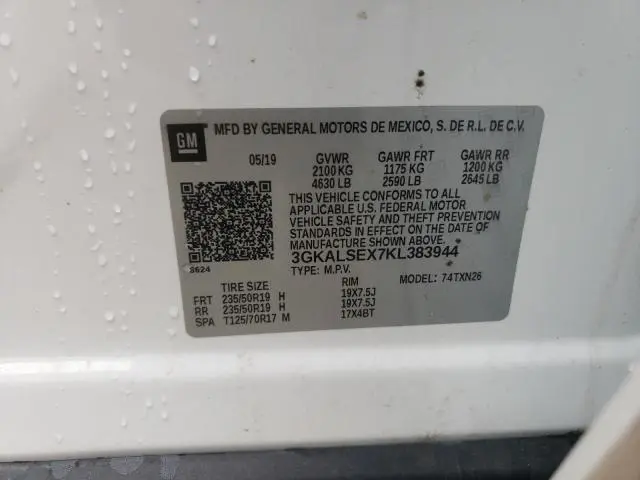 GM
MFD BY GENERAL MOTORS DE MEXICO, S. DE R.L. DE C.V.
05/19 GVWR GAWR FRT GAWR RR
2100 KG 1175 KG 1200 KG
4630 LB 2590 LB 2645 LB
THIS VEHICLE CONFORMS TO ALL
APPLICABLE U.S. FEDERAL MOTOR
VEHICLE SAFETY AND THEFT PREVENTION
STANDARDS IN EFFECT ON THE DATE OF
MANUFACTURE SHOWN ABOVE.
3GKALSEX7KL383944
8624 TYPE: M.P.V. MODEL: 74TXN26
TIRE SIZE RIM
FRT 235/50R19 H 19X7.5J
RR 235/50R19 H 19X7.5J
SPA T125/70R17 M 17X4BT